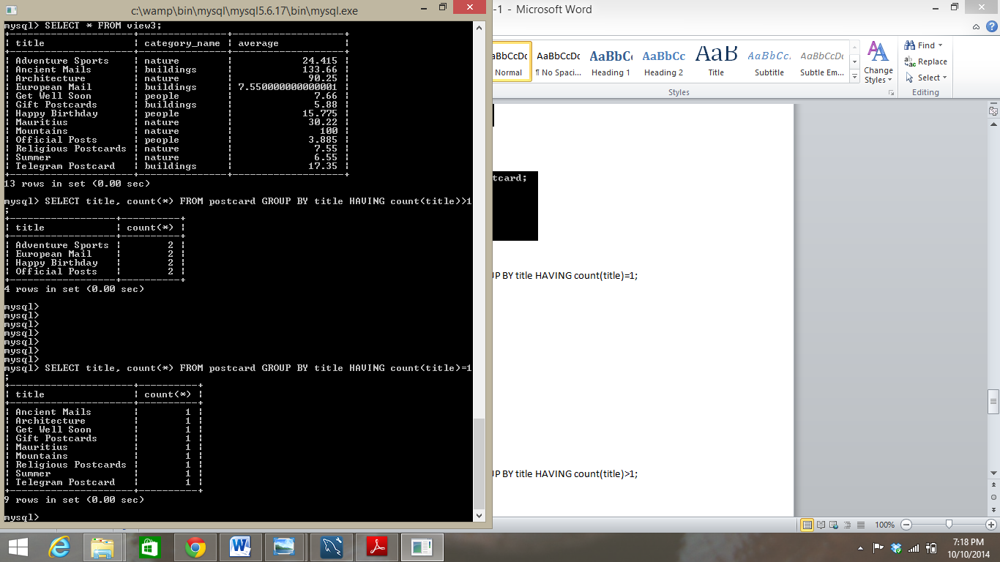 c:\wamp\bin\mysql\mysql5.6.17\bin\mysql.exe
mysql> SELECT * FROM view3;
| title | category_name | average |
| Adventure Sports | nature | 24.415 |
| Ancient Mails | buildings | 133.66 |
| Architecture | nature | 90.25 |
| European Mail | buildings | 7.550000000000001 |
| Get Well Soon | people | 7.66 |
| Gift Postcards | buildings | 5.88 |
| Happy Birthday | people | 15.775 |
| Mauritius | nature | 30.22 |
| Mountains | nature | 100 |
| Official Posts | people | 3.885 |
| Religious Postcards | nature | 7.55 |
| Summer | nature | 6.55 |
| Telegram Postcard | buildings | 17.35 |
13 rows in set (0.00 sec)
mysql> SELECT title, count(*) FROM postcard GROUP BY title HAVING count(title)>1
;
| title | count(*) |
| Adventure Sports | 2 |
| European Mail | 2 |
| Happy Birthday | 2 |
| Official Posts | 2 |
4 rows in set (0.00 sec)
mysql>
mysql>
mysql>
mysql>
mysql>
mysql>
mysql>
mysql> SELECT title, count(*) FROM postcard GROUP BY title HAVING count(title)=1
;
| title | count(*) |
| Ancient Mails | 1 |
| Architecture | 1 |
| Get Well Soon | 1 |
| Gift Postcards | 1 |
| Mauritius | 1 |
| Mountains | 1 |
| Religious Postcards | 1 |
| Summer | 1 |
| Telegram Postcard | 1 |
9 rows in set (0.00 sec)
mysql>
-1 - Microsoft Word
aBbCcDc AaBbCcDc AaBbCc AaBbCc AaB AaBbCc. AaBbCcDc
Normal ¶ No Spaci... Heading 1 Heading 2 Title Subtitle Subtle Em...
Change
Styles
Find
Replace
Select
Styles Editing
tcard;
UP BY title HAVING count(title)=1;
UP BY title HAVING count(title)>1;
100%
7:18 PM
10/10/2014